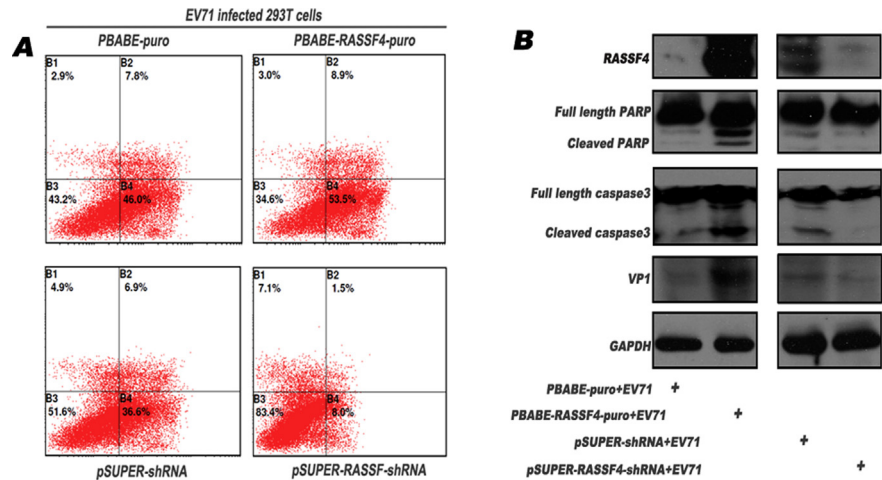 EV71 infected 293T cells
A
PBABE-puro
PBABE-RASSF4-puro
B1
2.9%
B2
7.8%
B3
43.2%
B4
46.0%
B1
3.0%
B2
8.9%
B3
34.6%
B4
53.5%
B1
4.9%
B2
6.9%
B3
51.6%
B4
36.6%
B1
7.1%
B2
1.5%
B3
83.4%
B4
8.0%
pSUPER-shRNA
pSUPER-RASSF-shRNA
B
RASSF4
Full length PARP
Cleaved PARP
Full length caspase3
Cleaved caspase3
VP1
GAPDH
PBABE-puro+EV71 +
PBABE-RASSF4-puro+EV71 +
pSUPER-shRNA+EV71 +
pSUPER-RASSF4-shRNA+EV71 +